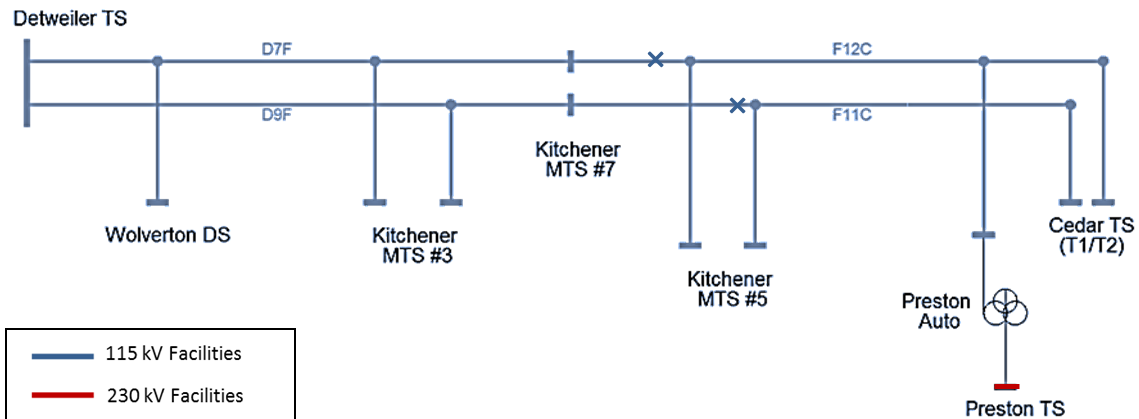 Detweiler TS
D7F
F12C
D9F
F11C
Kitchener
MTS #7
Wolverton DS
Kitchener
MTS #3
Kitchener
MTS #5
Cedar TS
(T1/T2)
Preston
Auto
Preston TS
115 kV Facilities
230 kV Facilities